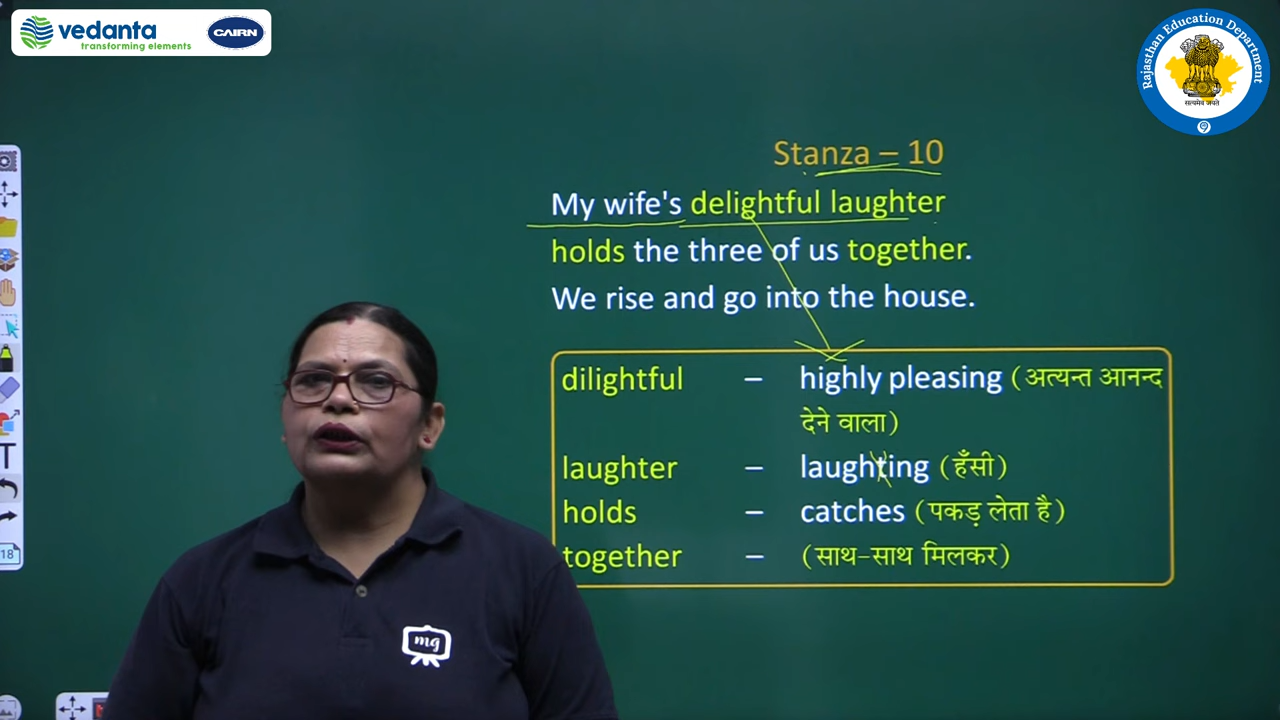 vedanta
transforming elements
CAIRN
Rajasthan Education Department
सत्यमेव जयते
Stanza – 10
My wife's delightful laughter
holds the three of us together.
We rise and go into the house.
dilightful – highly pleasing (अत्यन्त आनन्द
देने वाला)
laughter – laughting (हँसी)
holds – catches (पकड़ लेता है)
together – (साथ-साथ मिलकर)
mg
T
18